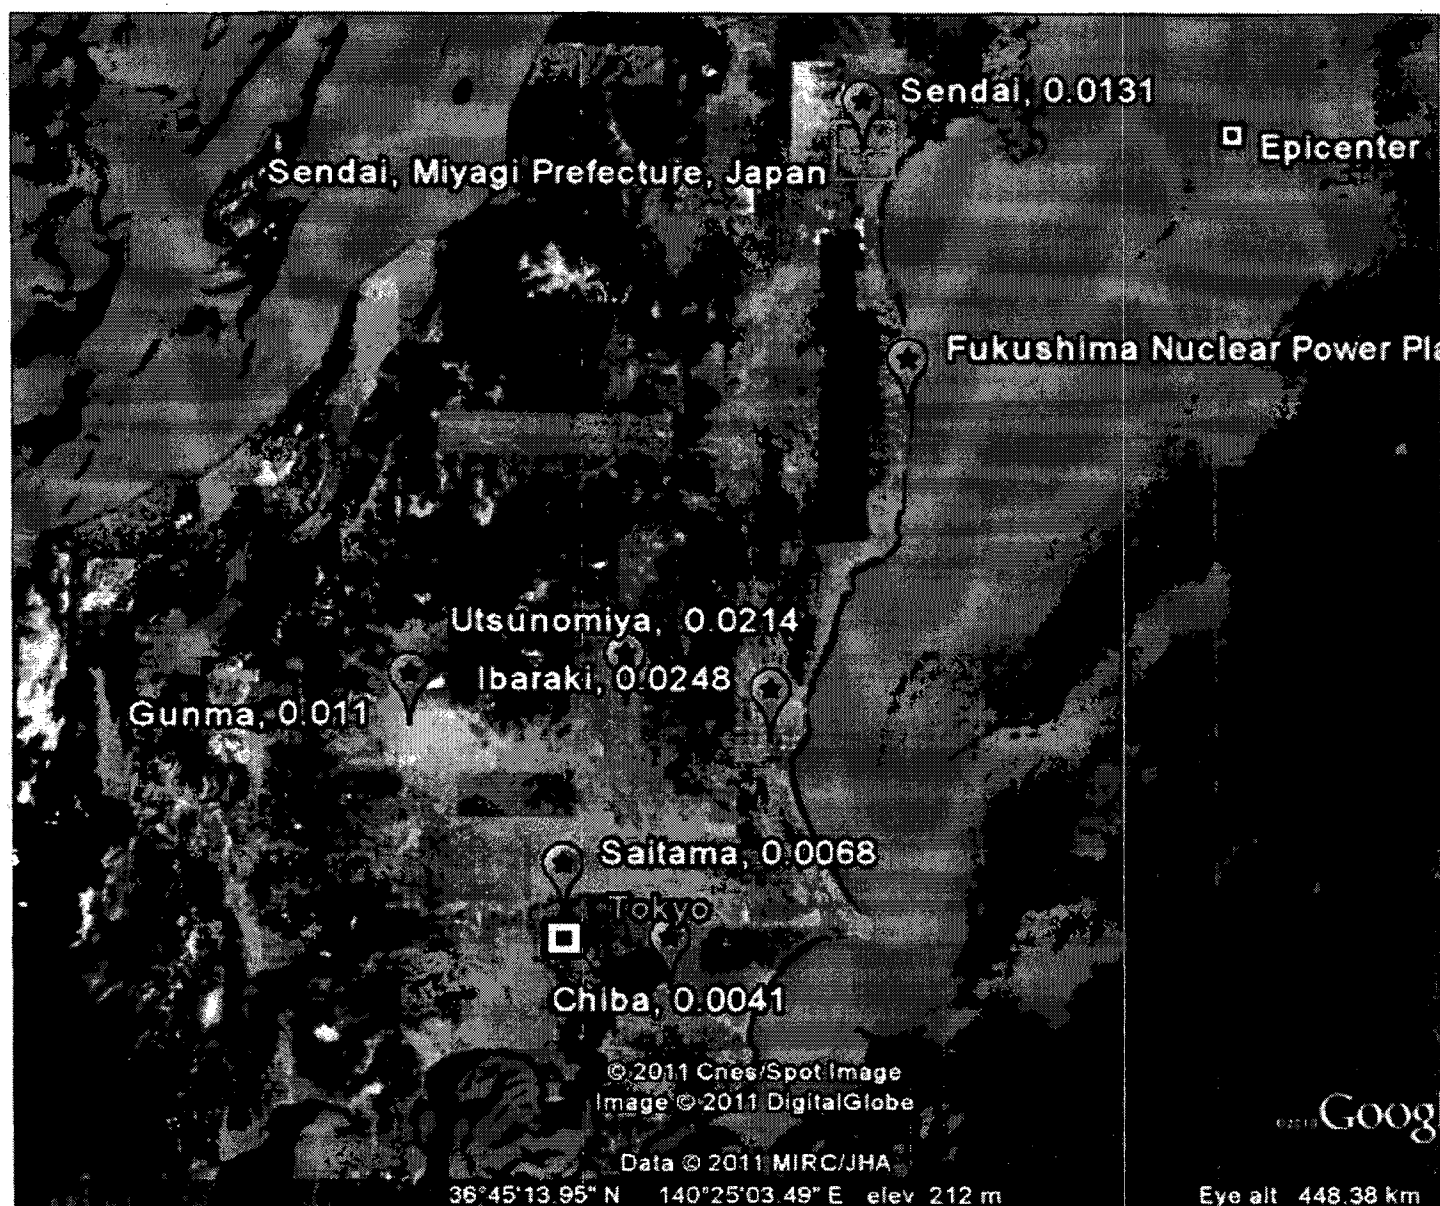 Sendai, 0.0131
Epicenter
Sendai, Miyagi Prefecture, Japan
Fukushima Nuclear Power Pla
Utsunomiya, 0.0214
Ibaraki, 0.0248
Gunma, 0.011
Saitama, 0.0068
Tokyo
Chiba, 0.0041
© 2011 Cnes/Spot Image
Image © 2011 DigitalGlobe
Data © 2011 MIRC/JHA
Goog
36°45'13.95" N 140°25'03.49" E elev 212 m
Eye alt 448.38 km